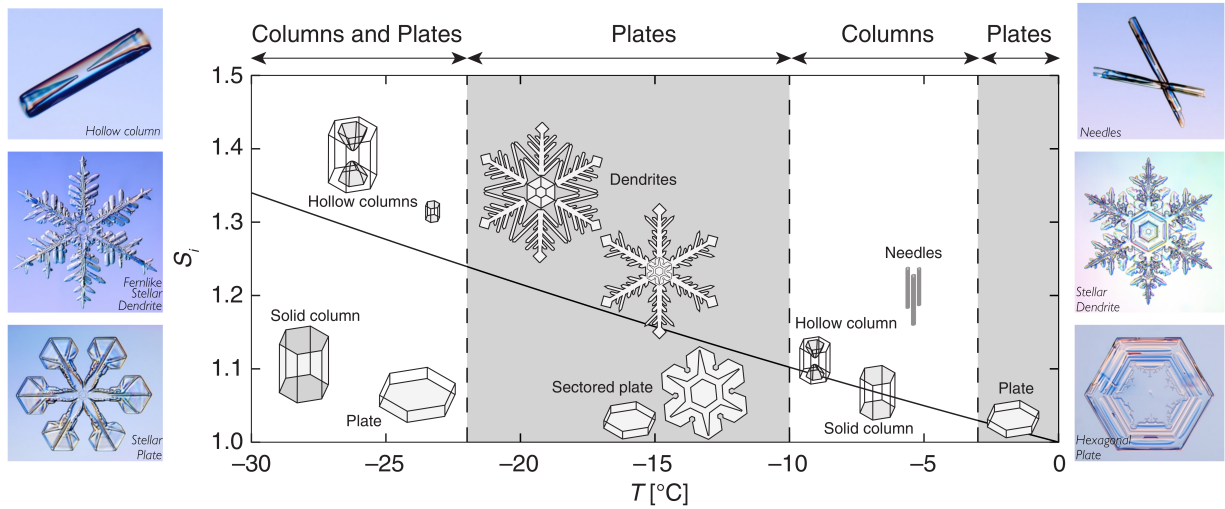 Columns and Plates
Plates
Columns
Plates
Hollow column
Fernlike
Stellar
Dendrite
Stellar
Plate
1.5
1.4
1.3
1.2
1.1
1.0
S_i
Hollow columns
Dendrites
Needles
Solid column
Plate
Sectored plate
Hollow column
Solid column
Plate
–30
–25
–20
–15
–10
–5
0
T [°C]
Needles
Stellar
Dendrite
Hexagonal
Plate